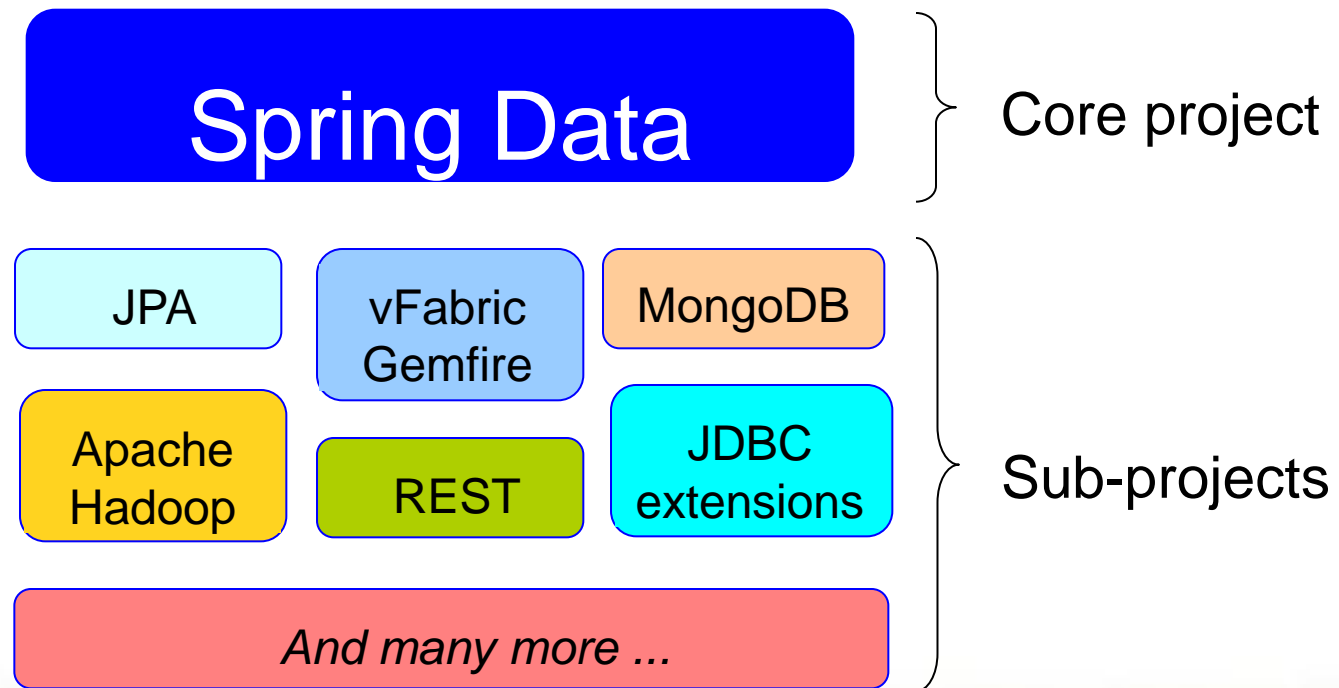 Spring Data
Core project
JPA
vFabric
Gemfire
MongoDB
Apache
Hadoop
REST
JDBC
extensions
Sub-projects
And many more ...